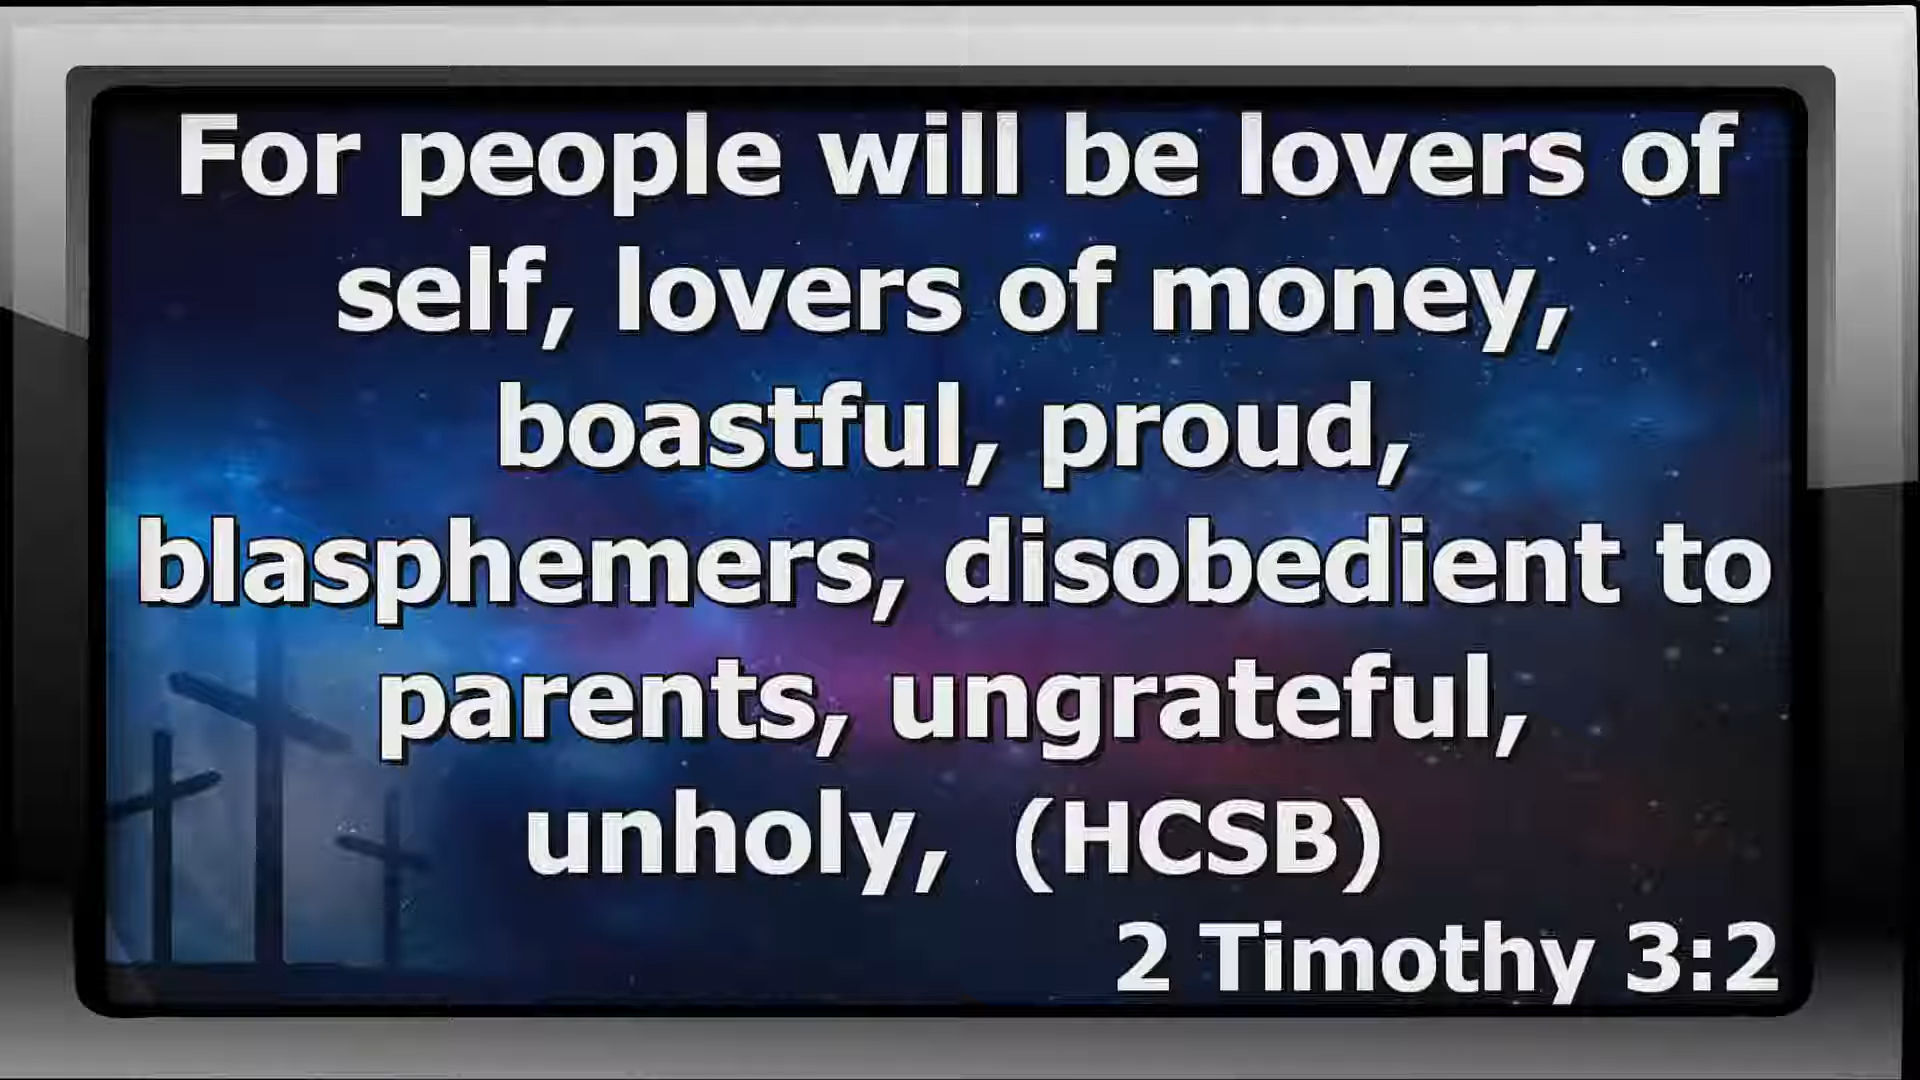 For people will be lovers of
self, lovers of money,
boastful, proud,
blasphemers, disobedient to
parents, ungrateful,
unholy, (HCSB)
2 Timothy 3:2